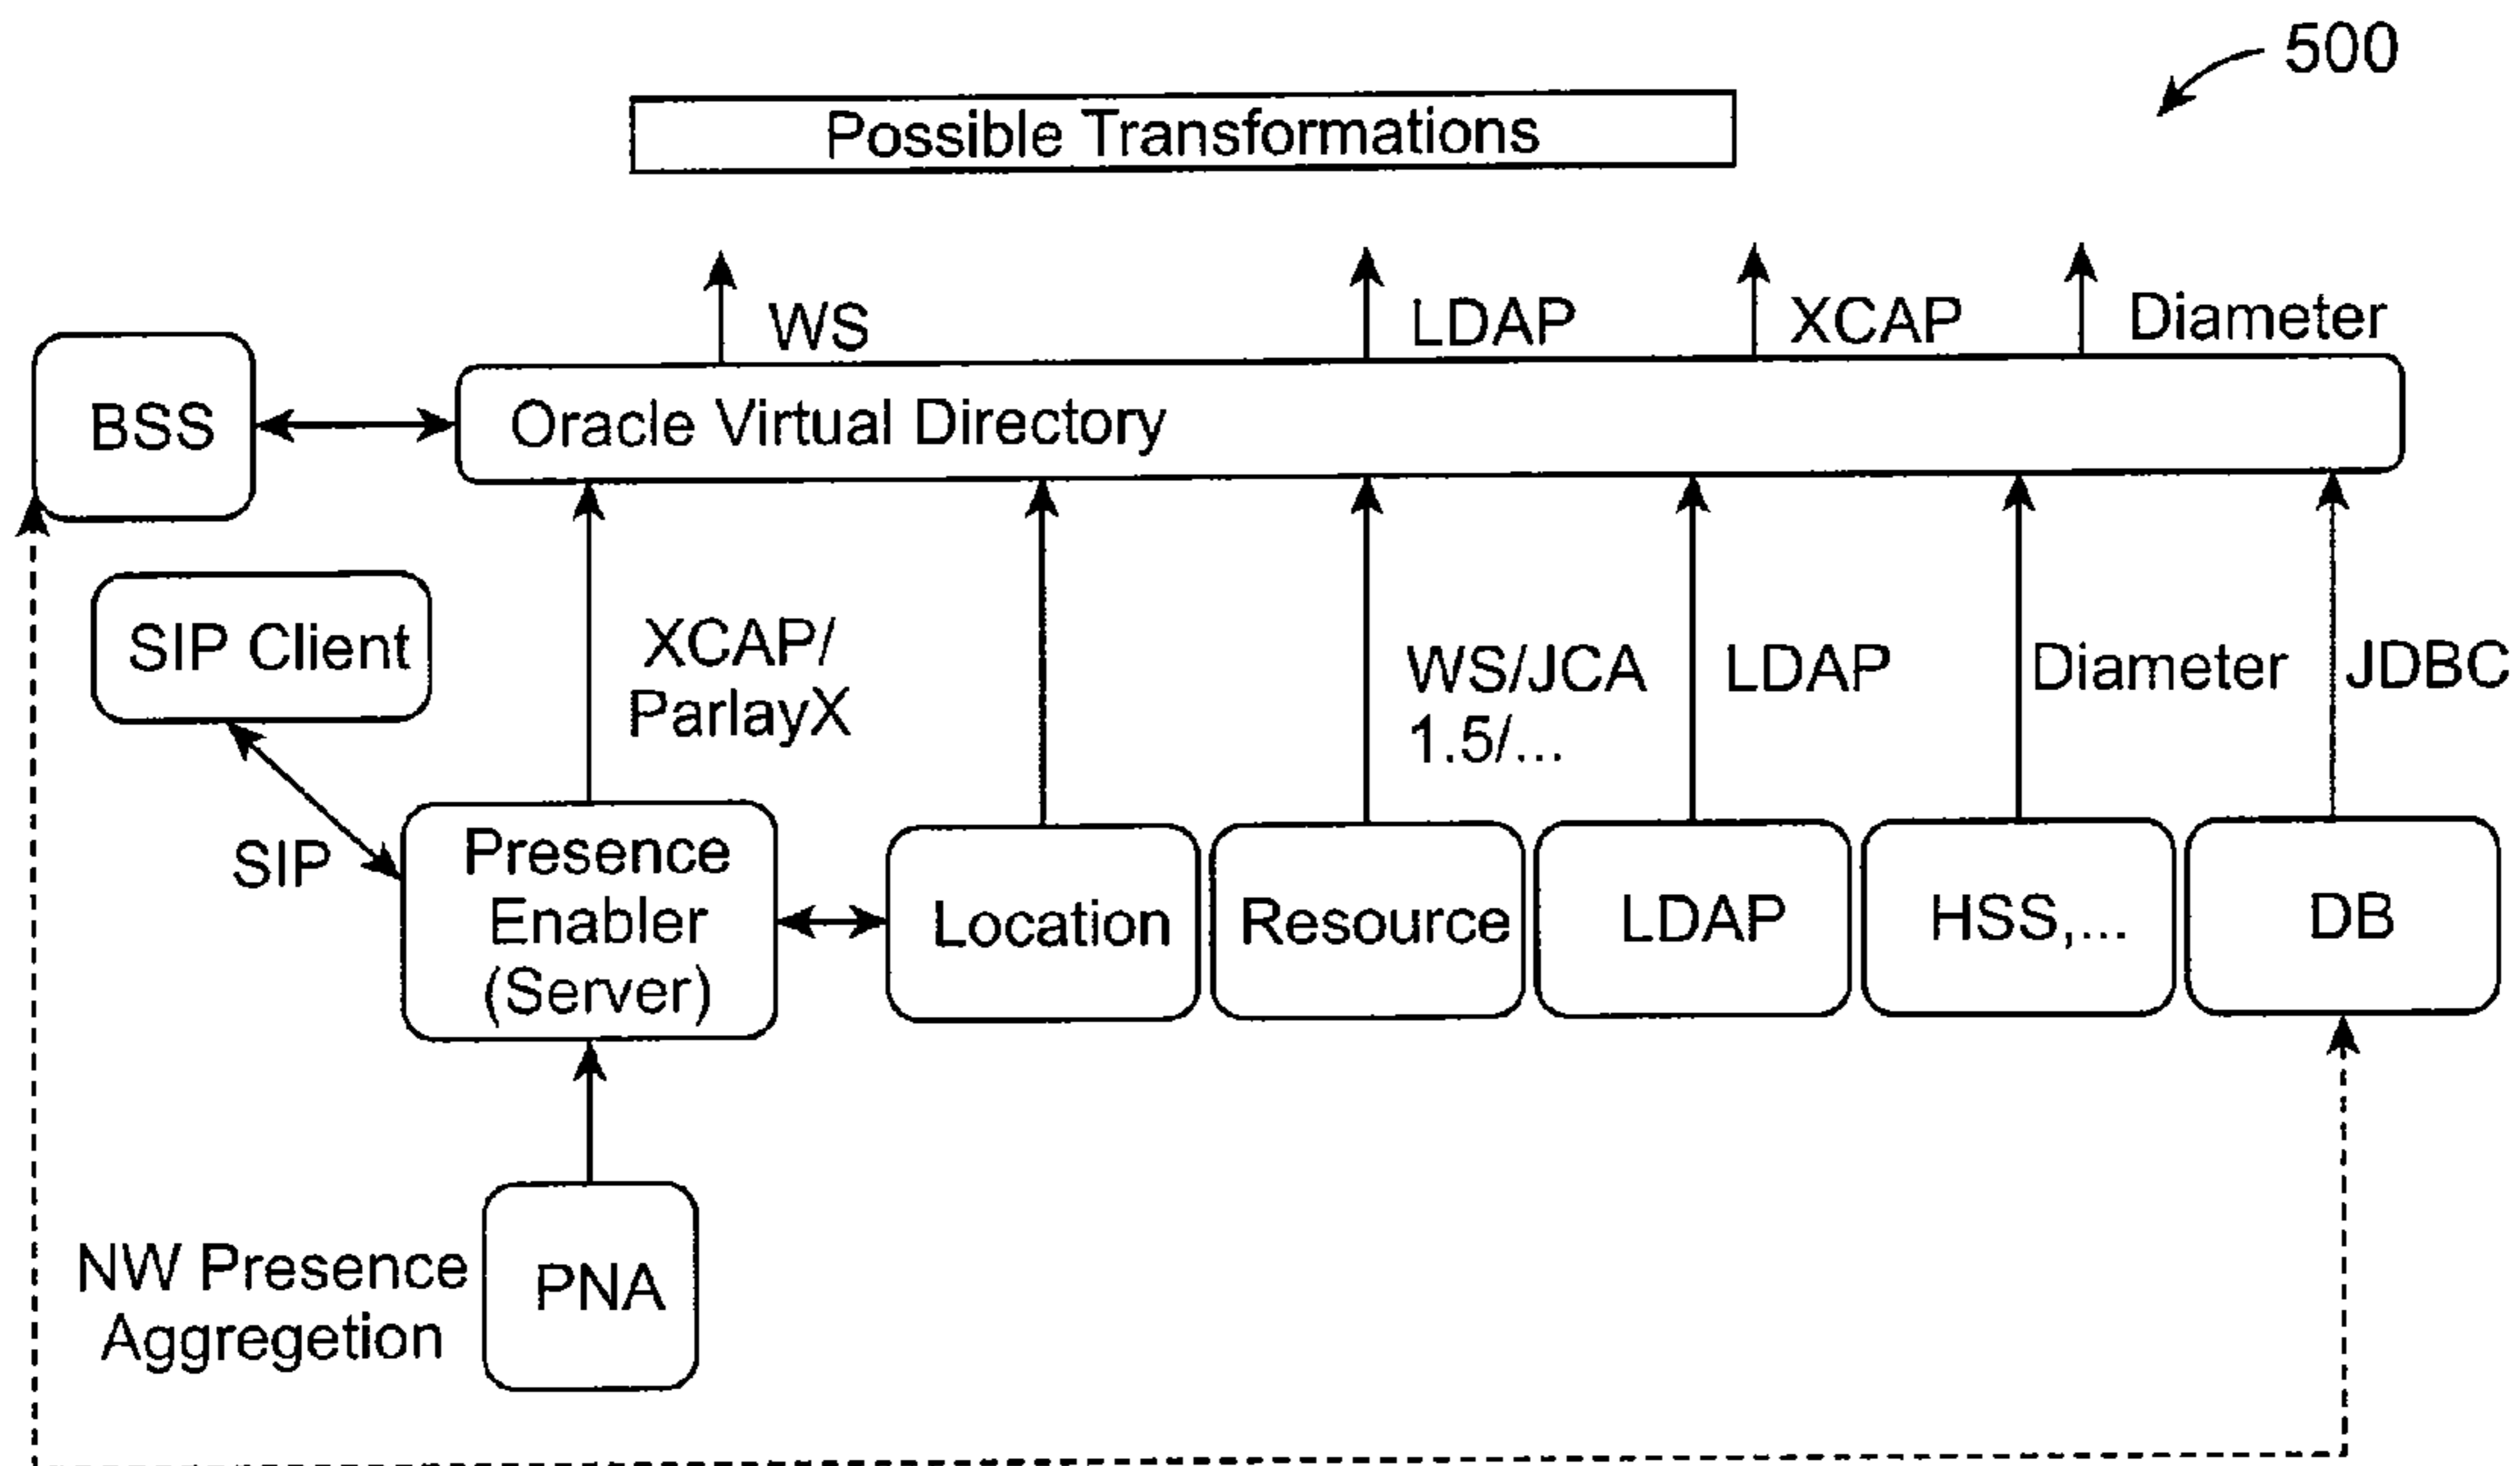 500
Possible Transformations
WS
LDAP
XCAP
Diameter
BSS
Oracle Virtual Directory
SIP Client
XCAP/
ParlayX
WS/JCA
1.5/...
LDAP
Diameter
JDBC
SIP
Presence
Enabler
(Server)
Location
Resource
LDAP
HSS,...
DB
NW Presence
Aggregetion
PNA